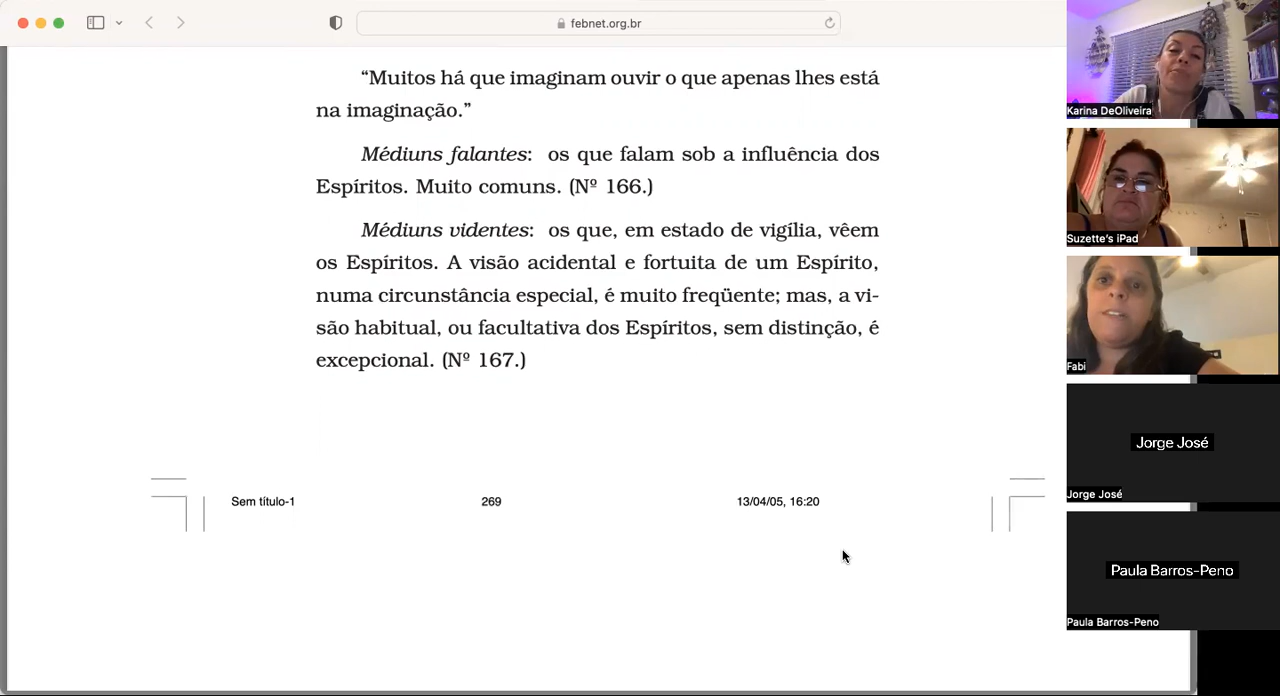 febnet.org.br
“Muitos há que imaginam ouvir o que apenas lhes está
na imaginação.”
Médiuns falantes: os que falam sob a influência dos
Espíritos. Muito comuns. (Nº 166.)
Médiuns videntes: os que, em estado de vigília, vêem
os Espíritos. A visão acidental e fortuita de um Espírito,
numa circunstância especial, é muito freqüente; mas, a vi-
são habitual, ou facultativa dos Espíritos, sem distinção, é
excepcional. (Nº 167.)
Sem título-1
269
13/04/05, 16:20
Karina DeOliveira
Suzette's iPad
Fabi
Jorge José
Jorge José
Paula Barros-Peno
Paula Barros-Peno